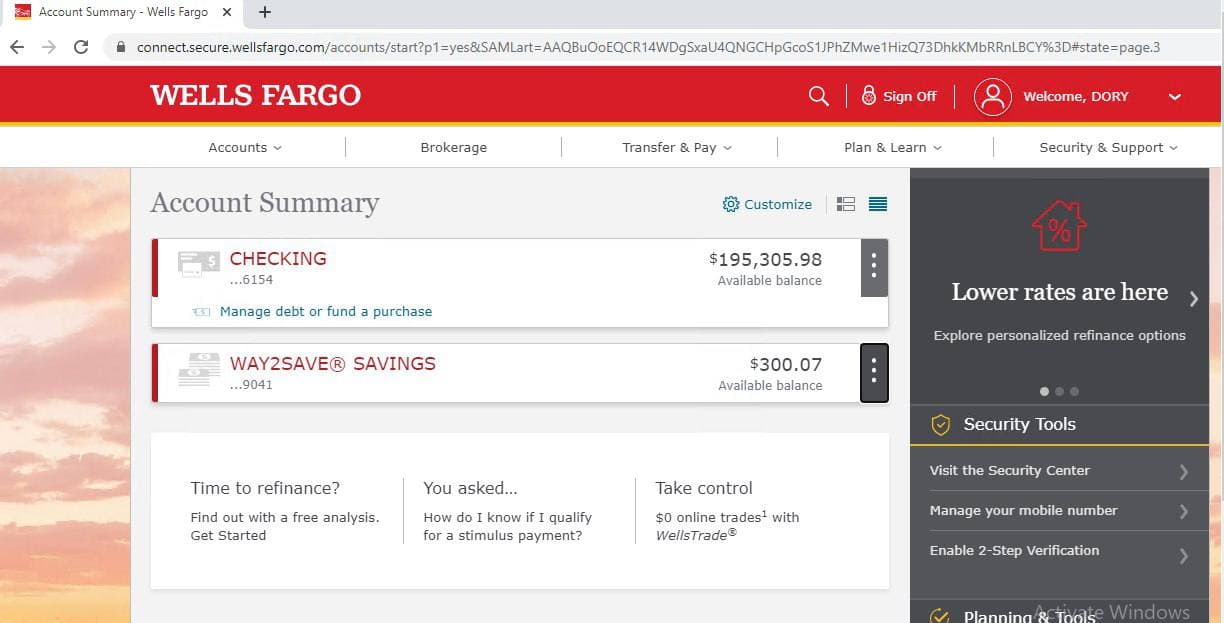 Account Summary - Wells Fargo
connect.secure.wellsfargo.com/accounts/start?p1=yes&SAMLart=AAQBuOoEQCR14WDgSxaU4QNGCHpGcoS1JPhZMwe1HizQ73DhkKMbRRnLBCY%3D#state=page.3
WELLS FARGO
Sign Off
Welcome, DORY
Accounts
Brokerage
Transfer & Pay
Plan & Learn
Security & Support
Account Summary
Customize
CHECKING
$195,305.98
...6154
Available balance
Manage debt or fund a purchase
WAY2SAVE® SAVINGS
$300.07
...9041
Available balance
Time to refinance?
Find out with a free analysis.
Get Started
You asked...
How do I know if I qualify
for a stimulus payment?
Take control
$0 online trades¹ with
WellsTrade®
%
Lower rates are here
Explore personalized refinance options
Security Tools
Visit the Security Center
Manage your mobile number
Enable 2-Step Verification
Planning & Tools
Activate Windows